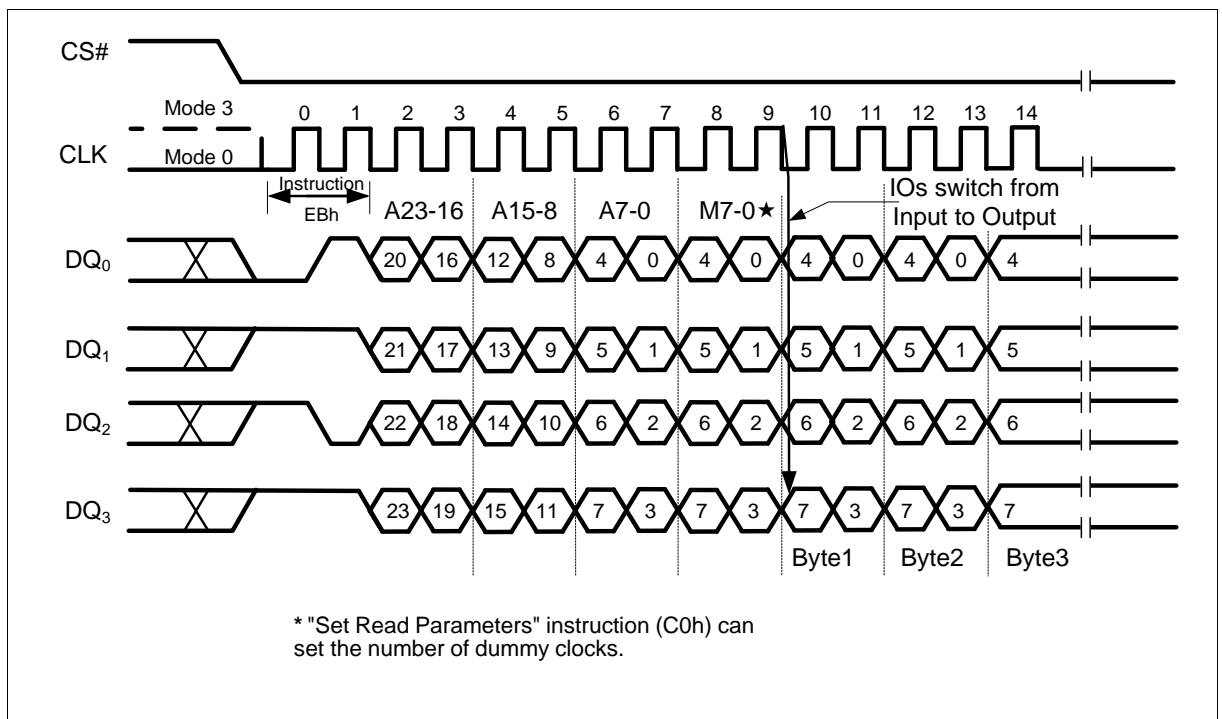 CS#
Mode 3
0 1 2 3 4 5 6 7 8 9 10 11 12 13 14
CLK
Mode 0
Instruction
EBh
A23-16 A15-8 A7-0 M7-0★
IOs switch from
Input to Output
DQ₀ 20 16 12 8 4 0 4 0 4 0 4 0 4
DQ₁ 21 17 13 9 5 1 5 1 5 1 5 1 5
DQ₂ 22 18 14 10 6 2 6 2 6 2 6 2 6
DQ₃ 23 19 15 11 7 3 7 3 7 3 7 3 7
Byte1 Byte2 Byte3
* "Set Read Parameters" instruction (C0h) can
set the number of dummy clocks.